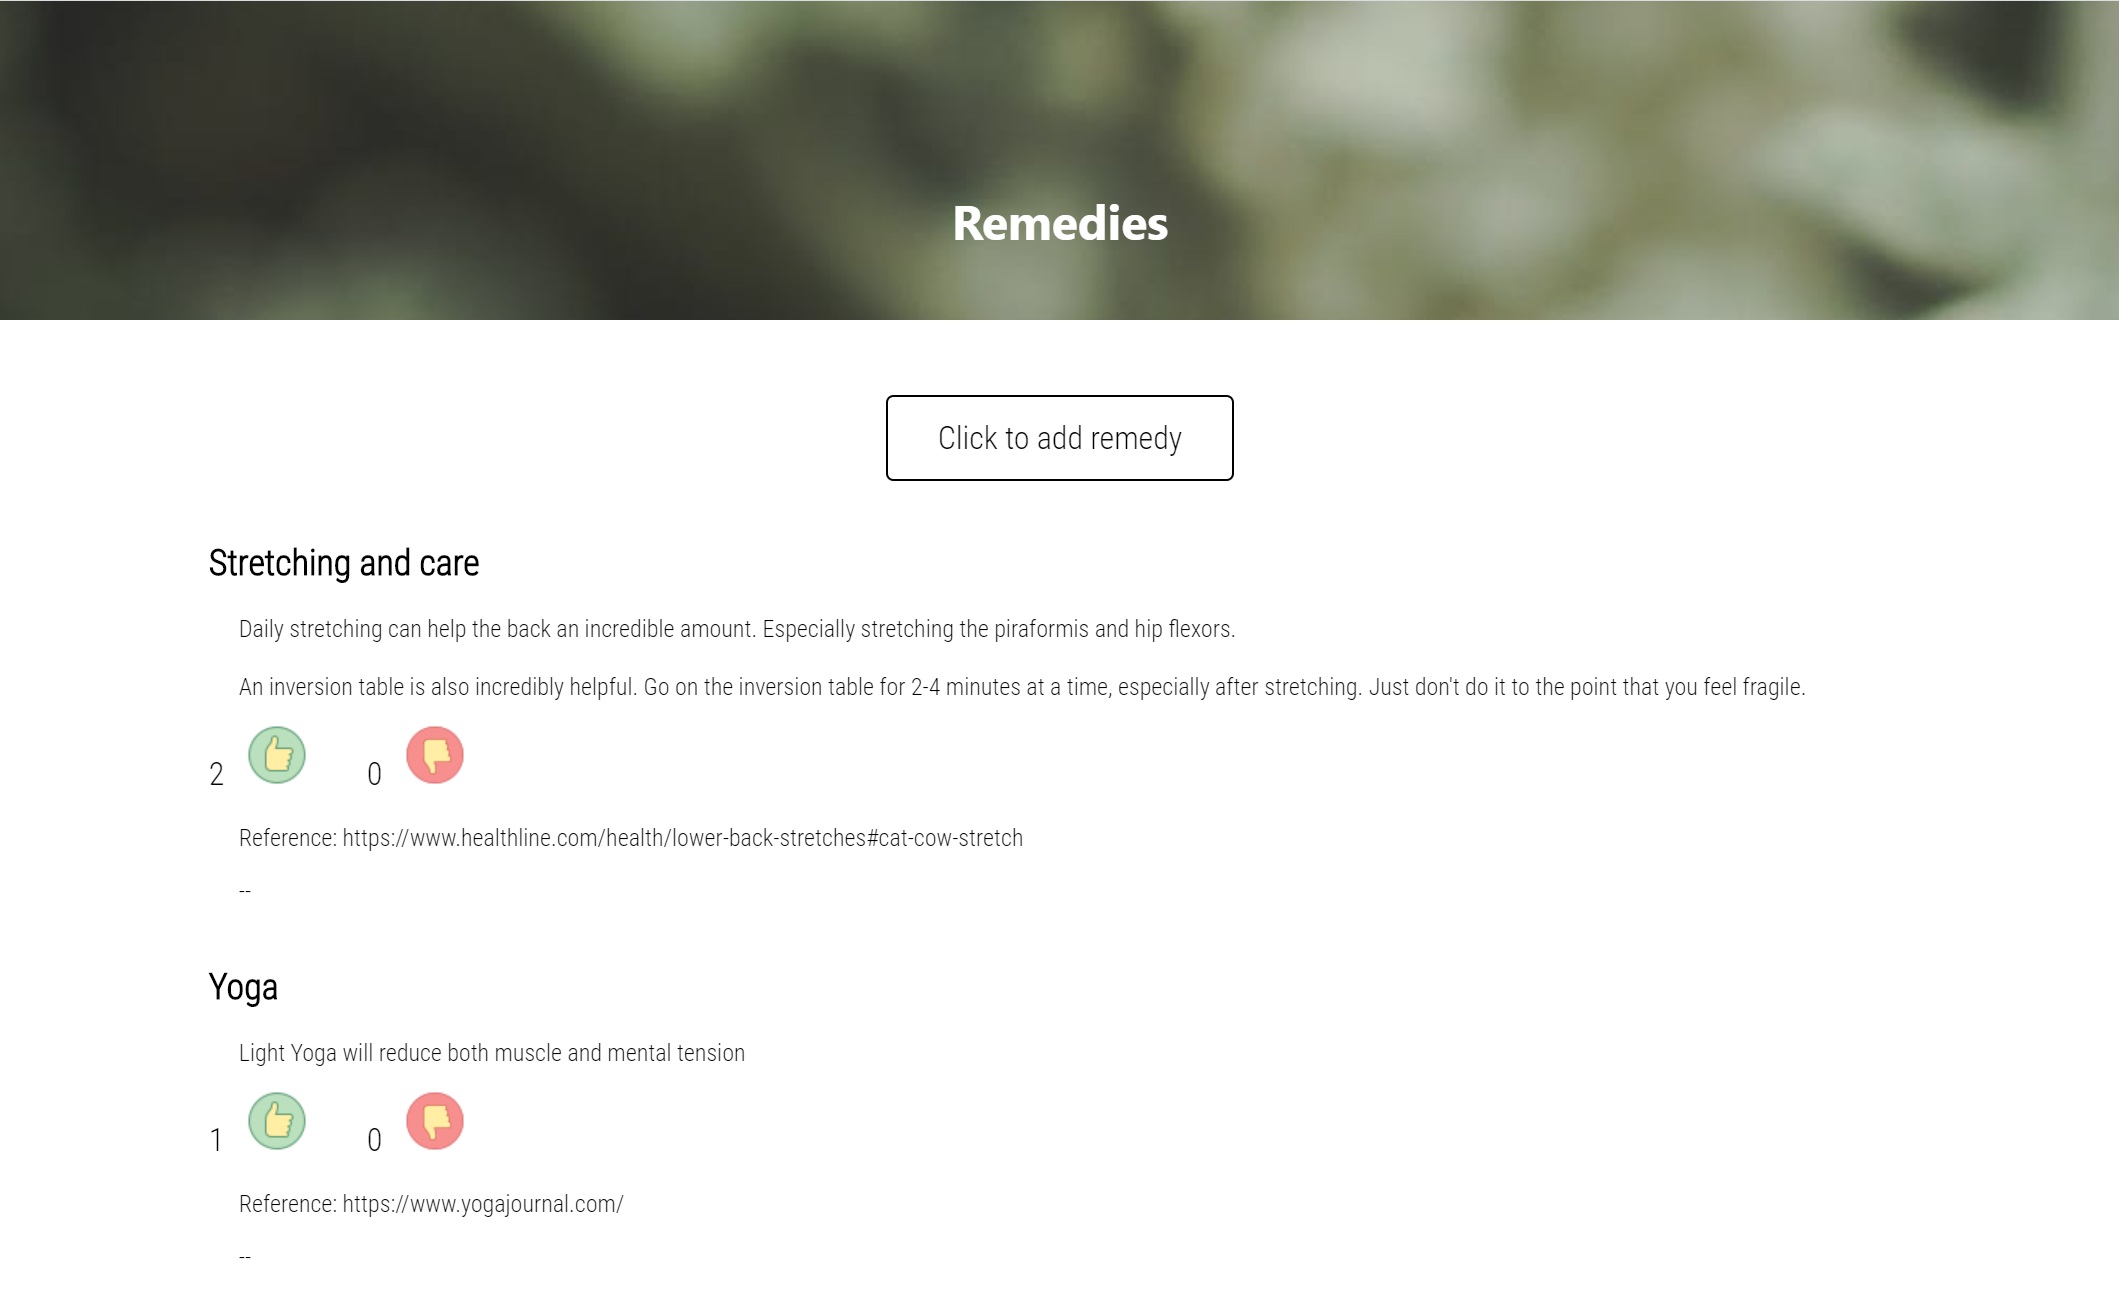 Remedies
Click to add remedy
Stretching and care
Daily stretching can help the back an incredible amount. Especially stretching the piraformis and hip flexors.
An inversion table is also incredibly helpful. Go on the inversion table for 2-4 minutes at a time, especially after stretching. Just don't do it to the point that you feel fragile.
2 0
Reference: https://www.healthline.com/health/lower-back-stretches#cat-cow-stretch
--
Yoga
Light Yoga will reduce both muscle and mental tension
1 0
Reference: https://www.yogajournal.com/
--